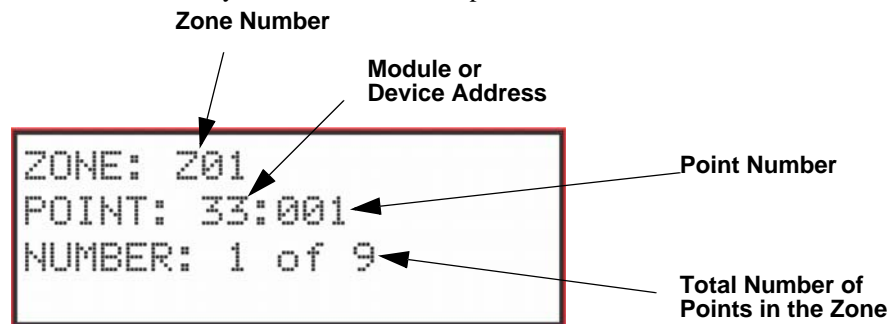 Zone Number
Module or
Device Address
ZONE: Z01
POINT: 33:001
NUMBER: 1 of 9
Point Number
Total Number of
Points in the Zone